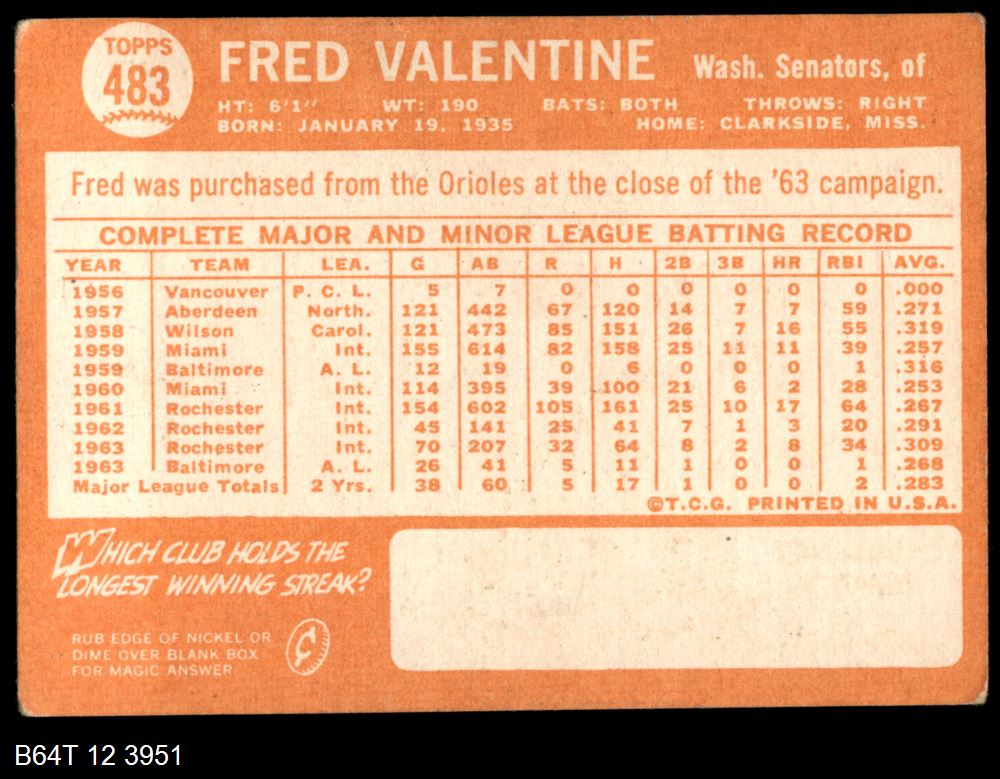 TOPPS
483
FRED VALENTINE
Wash. Senators, of
HT: 6'1" WT: 190 BATS: BOTH THROWS: RIGHT
BORN: JANUARY 19, 1935 HOME: CLARKSIDE, MISS.
Fred was purchased from the Orioles at the close of the '63 campaign.
COMPLETE MAJOR AND MINOR LEAGUE BATTING RECORD
YEAR TEAM LEA. G AB R H 2B 3B HR RBI AVG.
1956 Vancouver P. C. L. 5 7 0 0 0 0 0 0 .000
1957 Aberdeen North. 121 442 67 120 14 7 7 59 .271
1958 Wilson Carol. 121 473 85 151 26 7 16 55 .319
1959 Miami Int. 155 614 82 158 25 11 11 39 .257
1959 Baltimore A. L. 12 19 0 6 0 0 0 1 .316
1960 Miami Int. 114 395 39 100 21 6 2 28 .253
1961 Rochester Int. 154 602 105 161 25 10 17 64 .267
1962 Rochester Int. 45 141 25 41 7 1 3 20 .291
1963 Rochester Int. 70 207 32 64 8 2 8 34 .309
1963 Baltimore A. L. 26 41 5 11 1 0 0 1 .268
Major League Totals 2 Yrs. 38 60 5 17 1 0 0 2 .283
©T.C.G. PRINTED IN U.S.A.
WHICH CLUB HOLDS THE
LONGEST WINNING STREAK?
RUB EDGE OF NICKEL OR
DIME OVER BLANK BOX
FOR MAGIC ANSWER
¢
B64T 12 3951